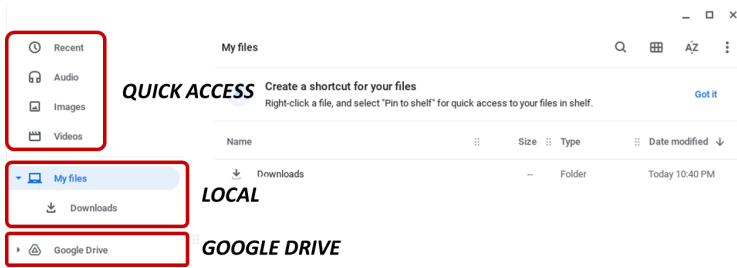 Recent
Audio
Images
Videos
QUICK ACCESS
My files
Downloads
LOCAL
Google Drive
GOOGLE DRIVE
My files
AZ
Create a shortcut for your files
Right-click a file, and select "Pin to shelf" for quick access to your files in shelf.
Got it
Name Size Type Date modified
Downloads -- Folder Today 10:40 PM